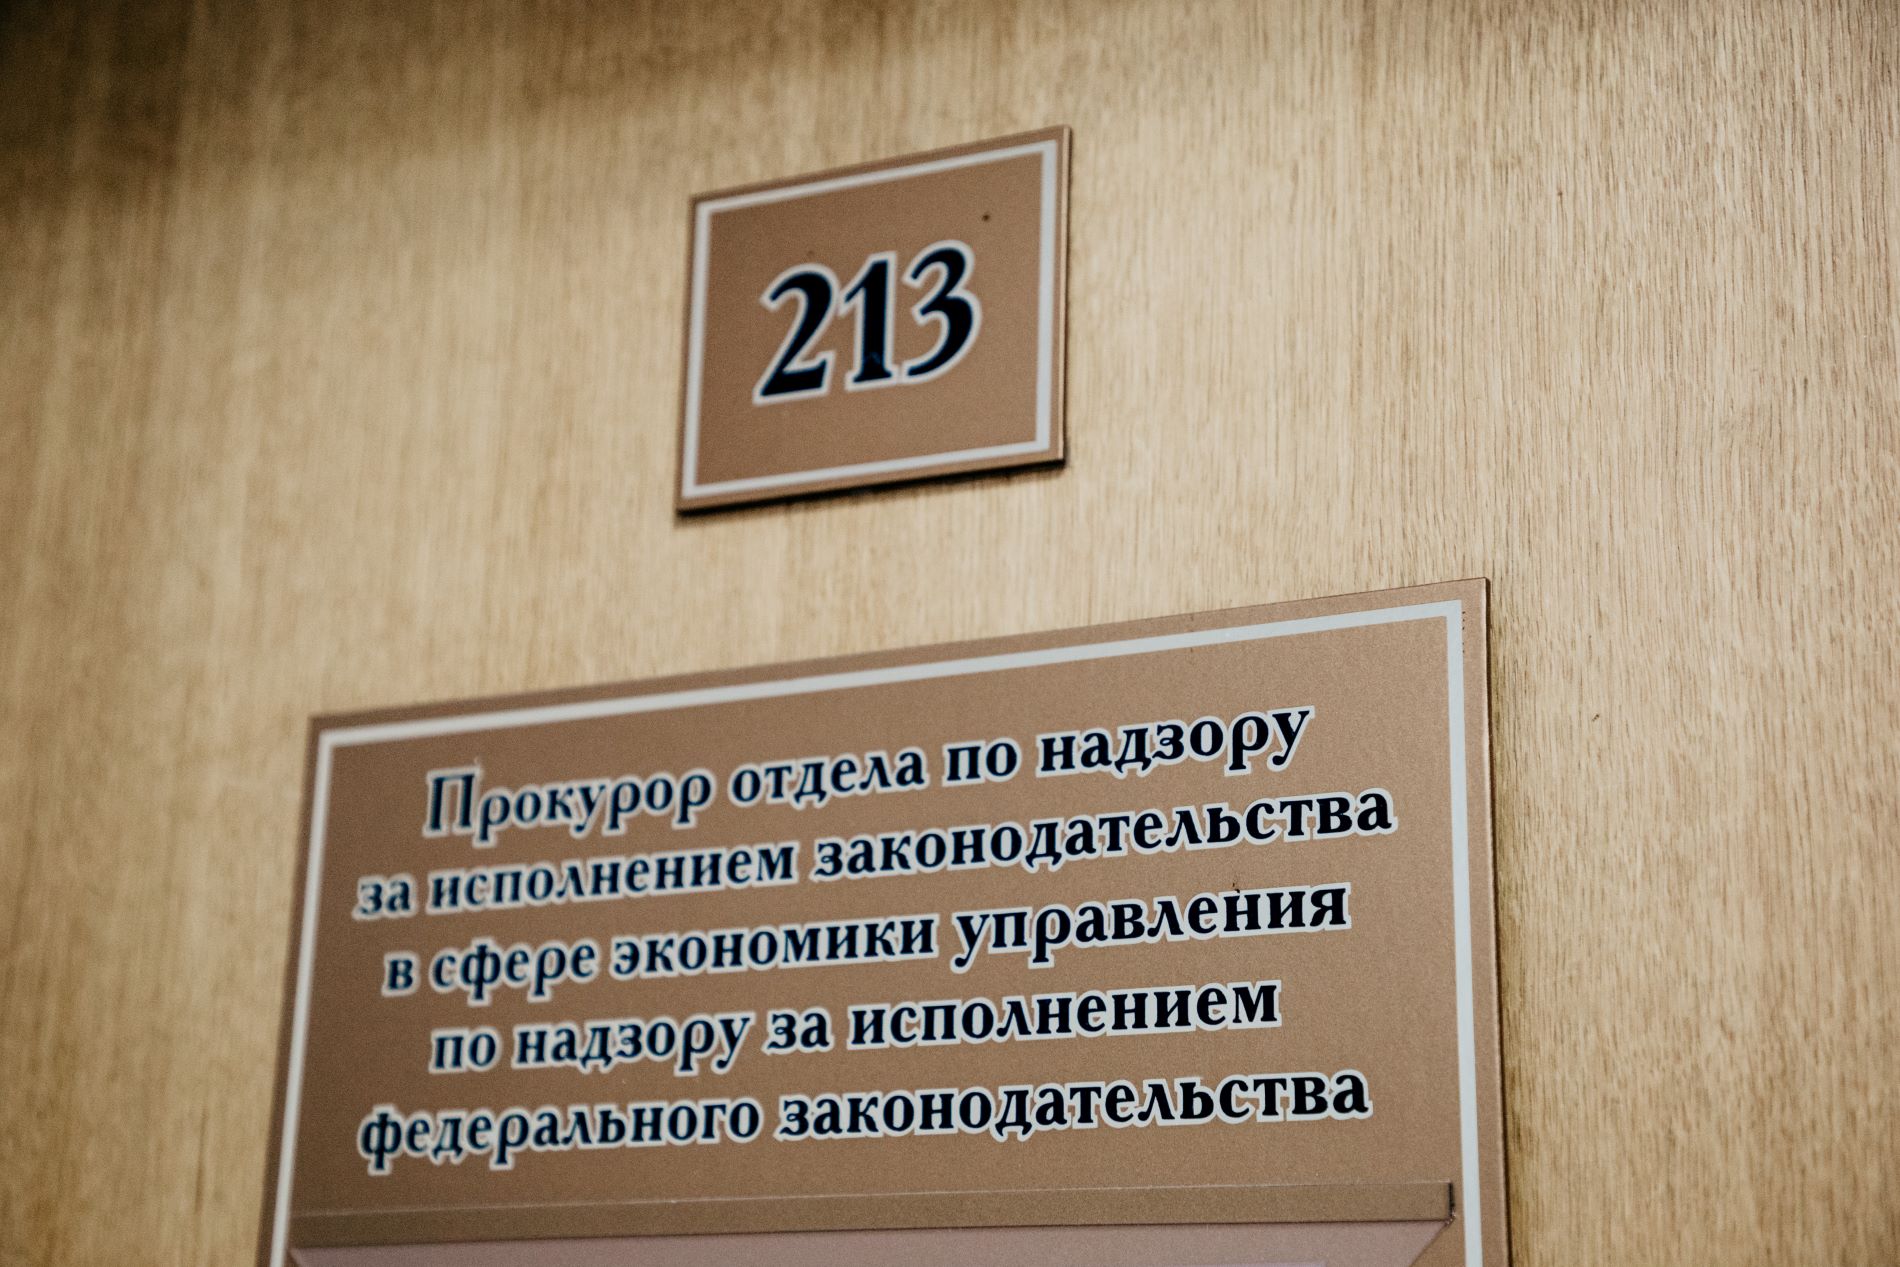 213
Прокурор отдела по надзору
за исполнением законодательства
в сфере экономики управления
по надзору за исполнением
федерального законодательства